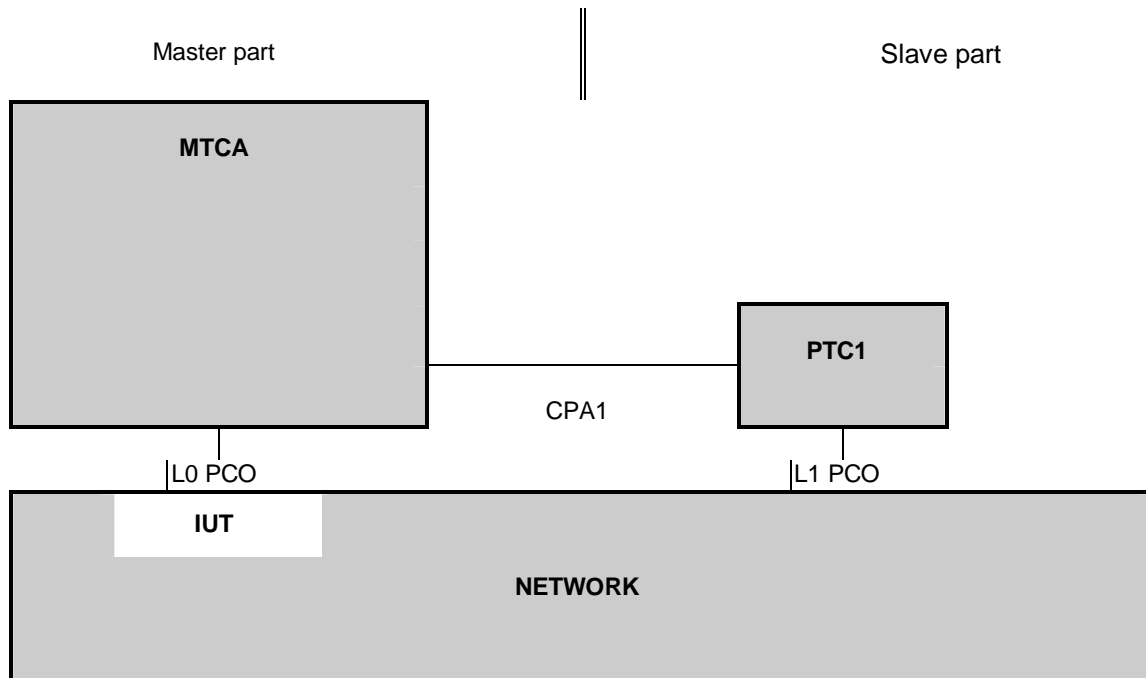 Master part
Slave part
MTCA
PTC1
CPA1
L0 PCO
L1 PCO
IUT
NETWORK